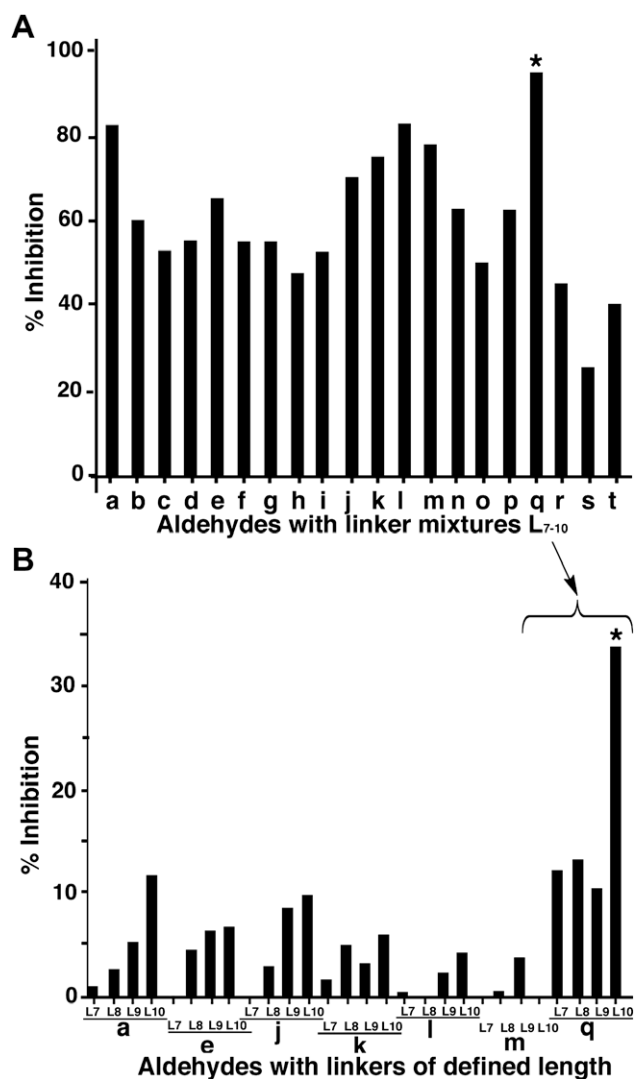 A
*
100
80
60
40
20
0
% Inhibition
a b c d e f g h i j k l m n o p q r s t
Aldehydes with linker mixtures L7-10
B
*
40
30
20
10
0
% Inhibition
L7 L8 L9 L10 L7 L8 L9 L10 L7 L8 L9 L10 L7 L8 L9 L10 L7 L8 L9 L10 L7 L8 L9 L10 L7 L8 L9 L10
a e j k l m q
Aldehydes with linkers of defined length